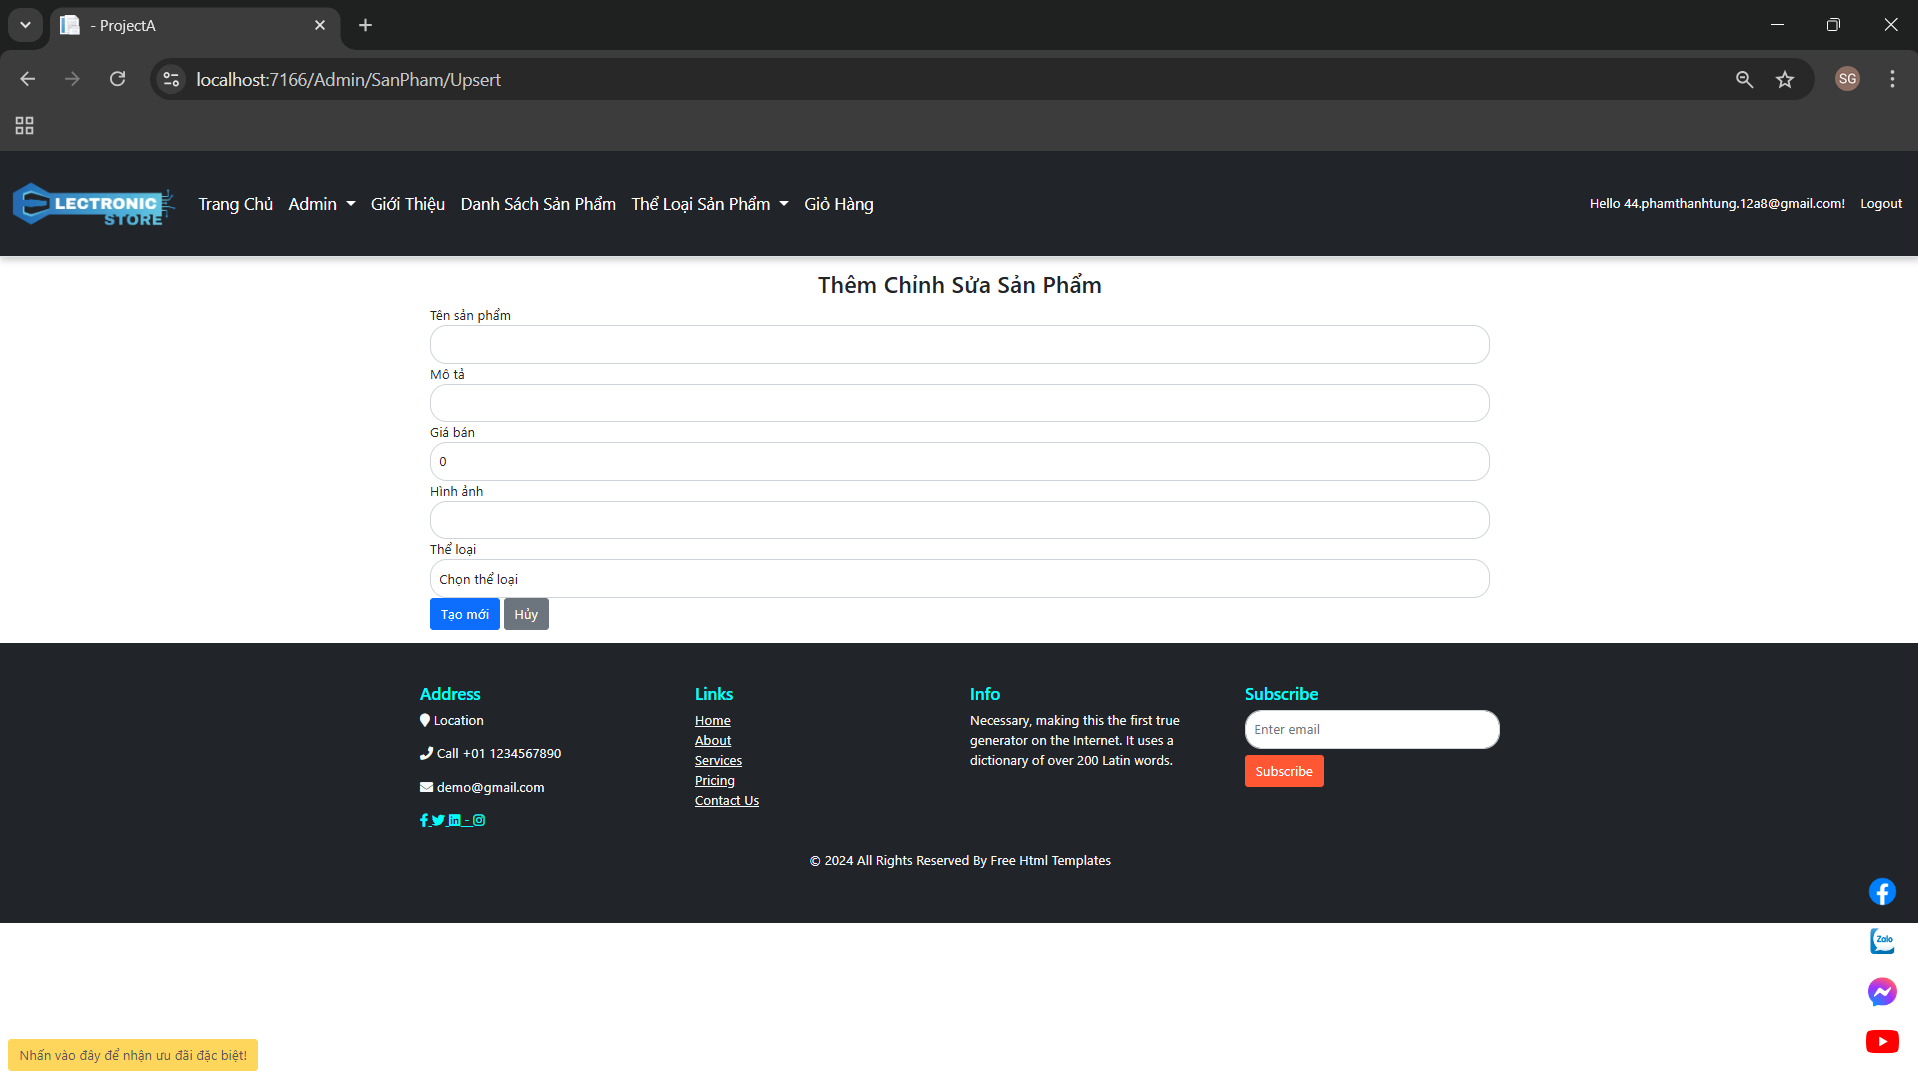 - ProjectA
localhost:7166/Admin/SanPham/Upsert
SG
LECTRONIC
STORE
Trang Chủ Admin Giới Thiệu Danh Sách Sản Phẩm Thể Loại Sản Phẩm Giỏ Hàng
Hello 44.phamthanhtung.12a8@gmail.com! Logout
Thêm Chỉnh Sửa Sản Phẩm
Tên sản phẩm
Mô tả
Giá bán
0
Hình ảnh
Thể loại
Chọn thể loại
Tạo mới Hủy
Address
Location
Call +01 1234567890
demo@gmail.com
Links
Home
About
Services
Pricing
Contact Us
Info
Necessary, making this the first true
generator on the Internet. It uses a
dictionary of over 200 Latin words.
Subscribe
Enter email
Subscribe
© 2024 All Rights Reserved By Free Html Templates
Zalo
Nhấn vào đây để nhận ưu đãi đặc biệt!